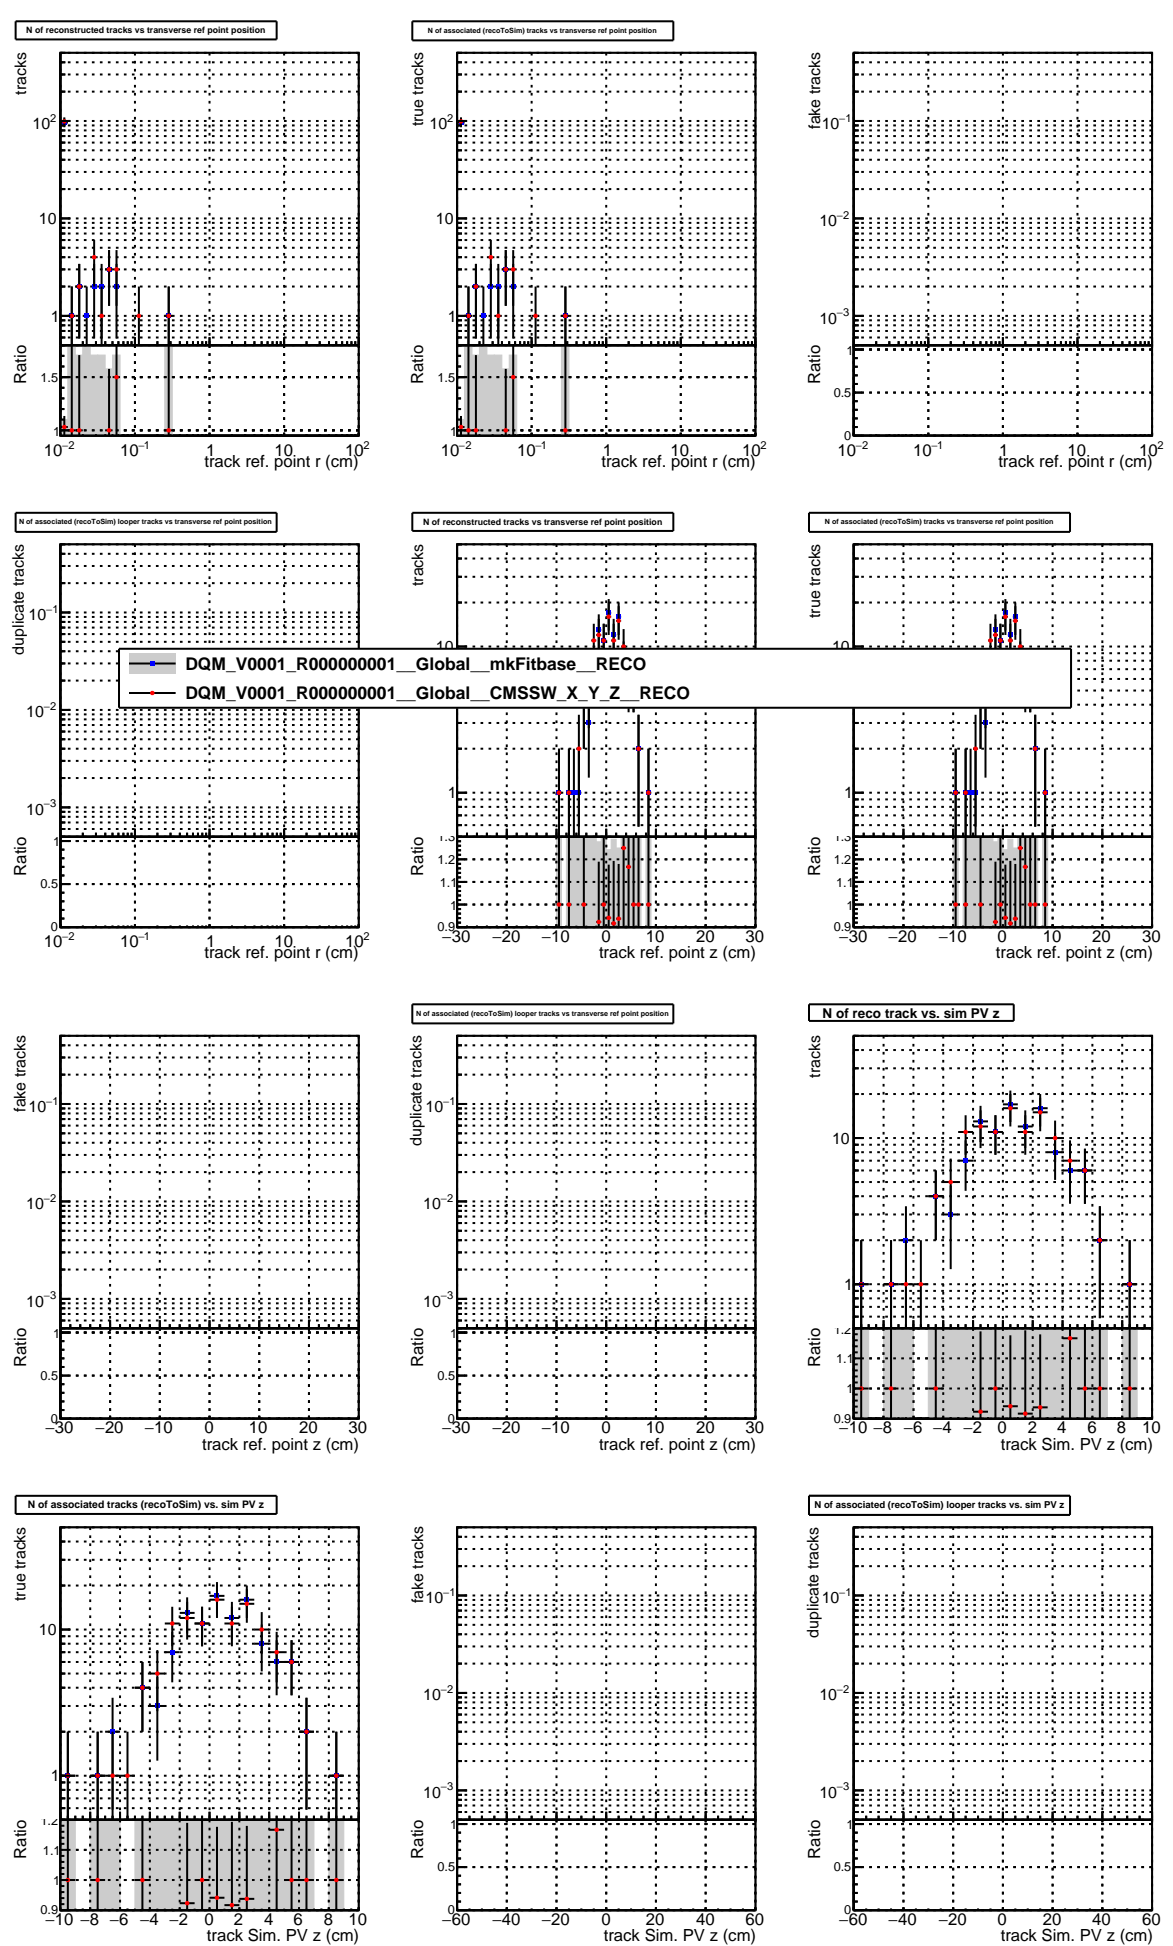 N of reconstructed tracks vs transverse ref point position
tracks
10²
10
1
Ratio
1.5
1
10⁻² 10⁻¹ 1 10 10²
track ref. point r (cm)
N of associated (recoToSim) tracks vs transverse ref point position
true tracks
10²
10
1
Ratio
1.5
1
10⁻² 10⁻¹ 1 10 10²
track ref. point r (cm)
fake tracks
10⁻¹
10⁻²
10⁻³
Ratio
1
0.5
0
10⁻² 10⁻¹ 1 10 10²
track ref. point r (cm)
N of associated (recoToSim) looper tracks vs transverse ref point position
duplicate tracks
10⁻¹
10⁻²
10⁻³
Ratio
1
0.5
0
10⁻² 10⁻¹ 1 10 10²
track ref. point r (cm)
N of reconstructed tracks vs transverse ref point position
tracks
10
1
Ratio
1.3
1.2
1.1
1
0.9
−30 −20 −10 0 10 20 30
track ref. point z (cm)
N of associated (recoToSim) tracks vs transverse ref point position
true tracks
10
1
Ratio
1.3
1.2
1.1
1
0.9
−30 −20 −10 0 10 20 30
track ref. point z (cm)
DQM_V0001_R000000001__Global__mkFitbase__RECO
DQM_V0001_R000000001__Global__CMSSW_X_Y_Z__RECO
fake tracks
10⁻¹
10⁻²
10⁻³
Ratio
1
0.5
0
−30 −20 −10 0 10 20 30
track ref. point z (cm)
N of associated (recoToSim) looper tracks vs transverse ref point position
duplicate tracks
10⁻¹
10⁻²
10⁻³
Ratio
1
0.5
0
−30 −20 −10 0 10 20 30
track ref. point z (cm)
N of reco track vs. sim PV z
tracks
10
1
Ratio
1.2
1.1
1
0.9
−10 −8 −6 −4 −2 0 2 4 6 8 10
track Sim. PV z (cm)
N of associated tracks (recoToSim) vs. sim PV z
true tracks
10
1
Ratio
1.2
1.1
1
0.9
−10 −8 −6 −4 −2 0 2 4 6 8 10
track Sim. PV z (cm)
fake tracks
10⁻¹
10⁻²
10⁻³
Ratio
1
0.5
0
−60 −40 −20 0 20 40 60
track Sim. PV z (cm)
N of associated (recoToSim) looper tracks vs. sim PV z
duplicate tracks
10⁻¹
10⁻²
10⁻³
Ratio
1
0.5
0
−60 −40 −20 0 20 40 60
track Sim. PV z (cm)